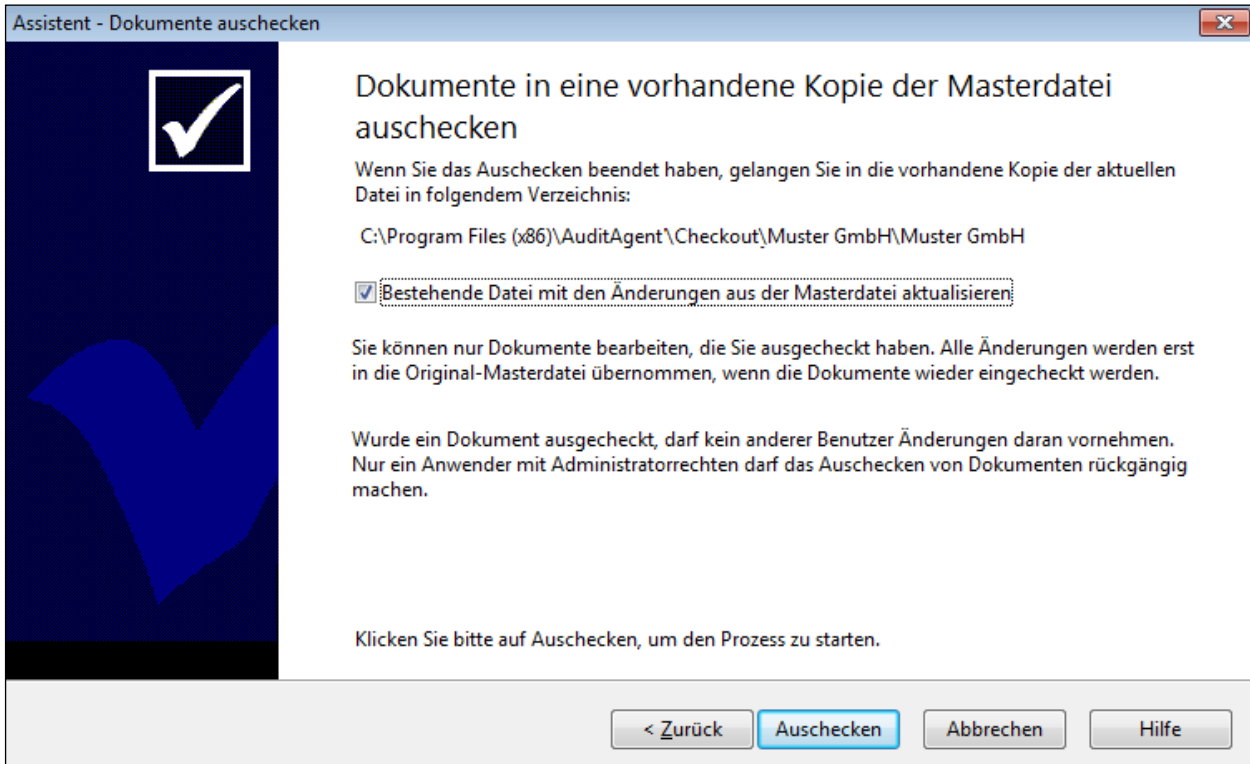 Assistent - Dokumente auschecken
Dokumente in eine vorhandene Kopie der Masterdatei
auschecken
Wenn Sie das Auschecken beendet haben, gelangen Sie in die vorhandene Kopie der aktuellen
Datei in folgendem Verzeichnis:
C:\Program Files (x86)\AuditAgent\Checkout\Muster GmbH\Muster GmbH
Bestehende Datei mit den Änderungen aus der Masterdatei aktualisieren
Sie können nur Dokumente bearbeiten, die Sie ausgecheckt haben. Alle Änderungen werden erst
in die Original-Masterdatei übernommen, wenn die Dokumente wieder eingecheckt werden.
Wurde ein Dokument ausgecheckt, darf kein anderer Benutzer Änderungen daran vornehmen.
Nur ein Anwender mit Administratorrechten darf das Auschecken von Dokumenten rückgängig
machen.
Klicken Sie bitte auf Auschecken, um den Prozess zu starten.
< Zurück Auschecken Abbrechen Hilfe